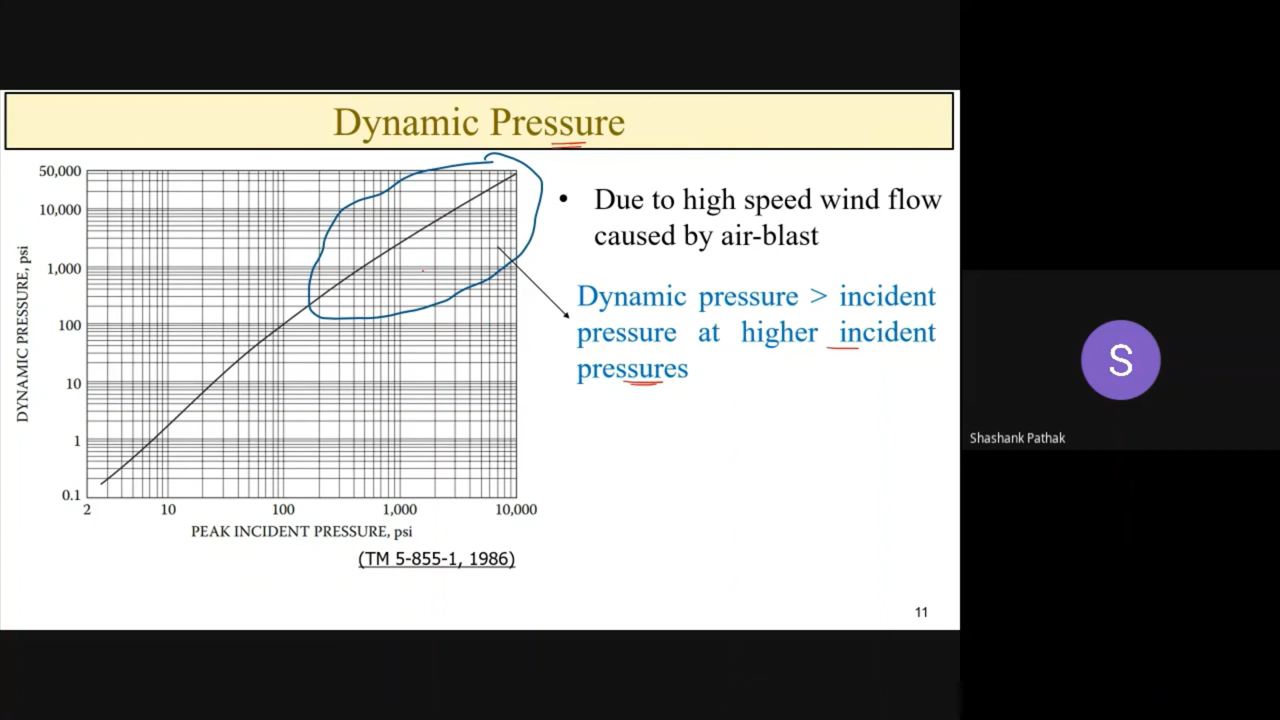 Dynamic Pressure
50,000
10,000
1,000
100
10
1
0.1
DYNAMIC PRESSURE, psi
2 10 100 1,000 10,000
PEAK INCIDENT PRESSURE, psi
(TM 5-855-1, 1986)
• Due to high speed wind flow
caused by air-blast
Dynamic pressure > incident
pressure at higher incident
pressures
11
S
Shashank Pathak